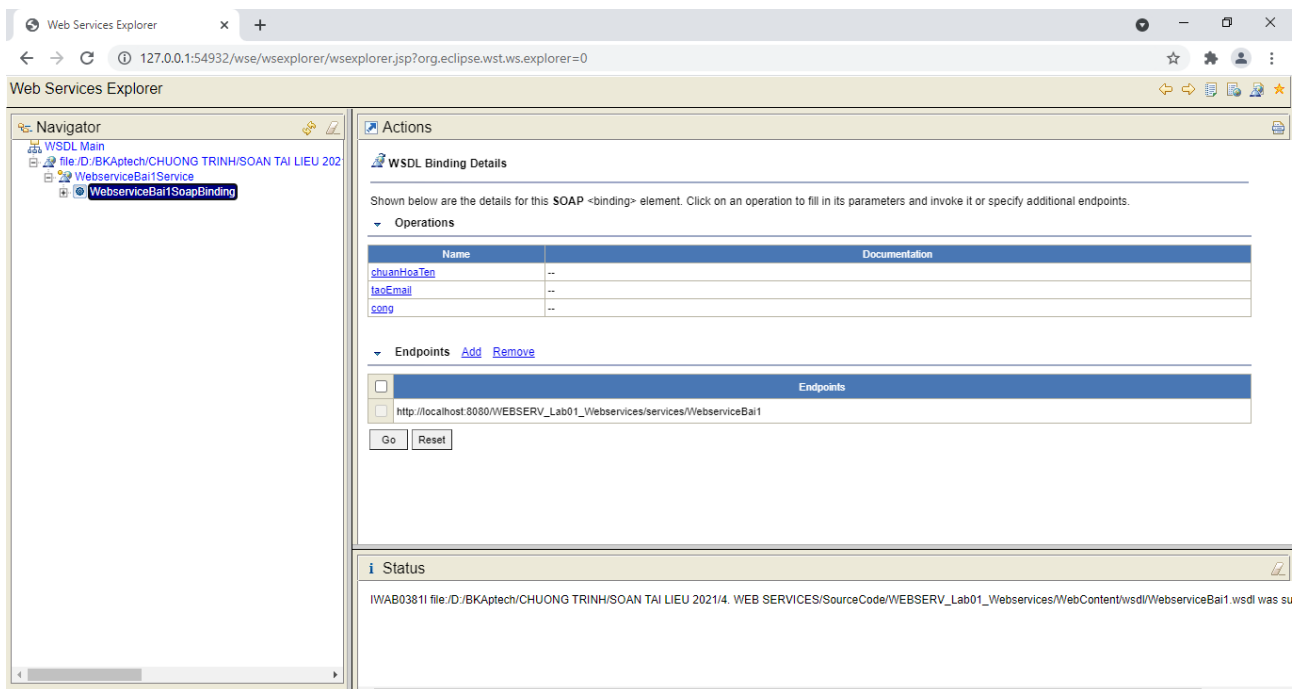 Web Services Explorer
127.0.0.1:54932/wse/wsexplorer/wsexplorer.jsp?org.eclipse.wst.ws.explorer=0
Web Services Explorer
Navigator
WSDL Main
file:/D:/BKAptech/CHUONG TRINH/SOAN TAI LIEU 202
WebserviceBai1Service
WebserviceBai1SoapBinding
Actions
WSDL Binding Details
Shown below are the details for this SOAP <binding> element. Click on an operation to fill in its parameters and invoke it or specify additional endpoints.
Operations
Name Documentation
chuanHoaTen --
taoEmail --
cong --
Endpoints Add Remove
Endpoints
http://localhost:8080/WEBSERV_Lab01_Webservices/services/WebserviceBai1
Go Reset
i Status
IWAB0381I file:/D:/BKAptech/CHUONG TRINH/SOAN TAI LIEU 2021/4. WEB SERVICES/SourceCode/WEBSERV_Lab01_Webservices/WebContent/wsdl/WebserviceBai1.wsdl was su